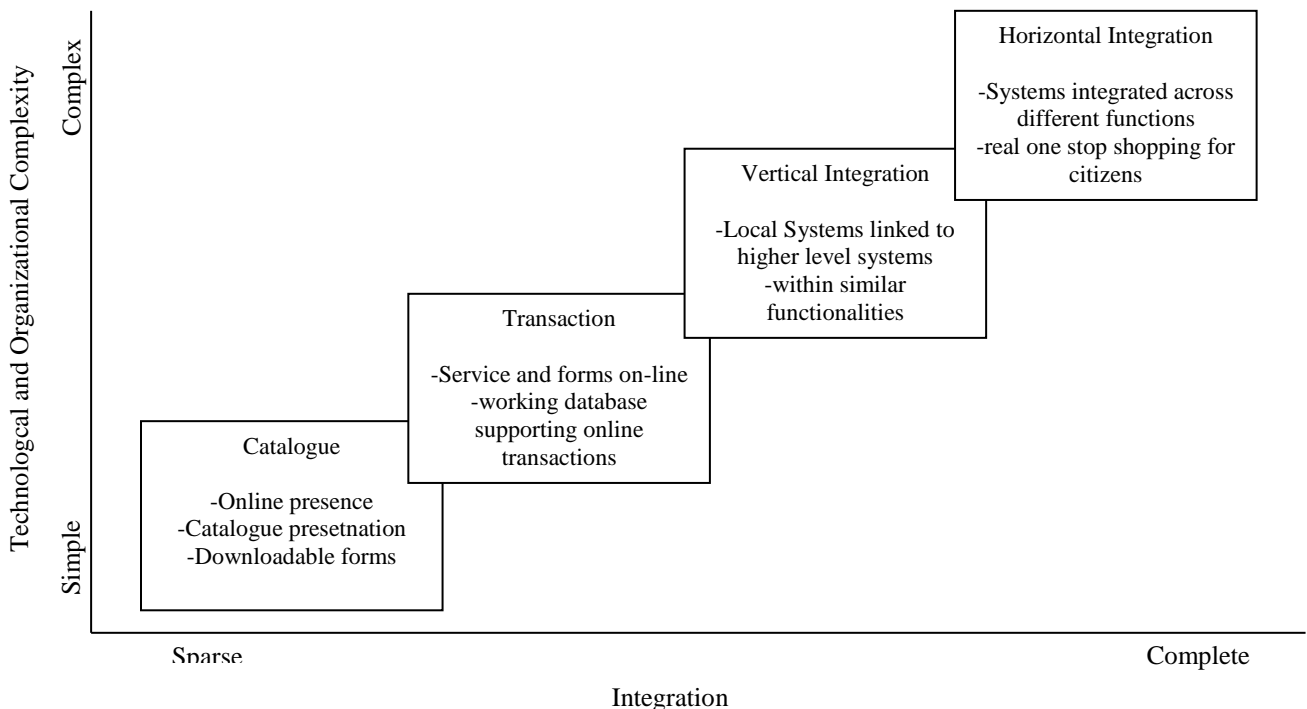 Technologcal and Organizational Complexity
Complex
Simple
Horizontal Integration
-Systems integrated across
different functions
-real one stop shopping for
citizens
Vertical Integration
-Local Systems linked to
higher level systems
-within similar
functionalities
Transaction
-Service and forms on-line
-working database
supporting online
transactions
Catalogue
-Online presence
-Catalogue presetnation
-Downloadable forms
Sparse
Complete
Integration